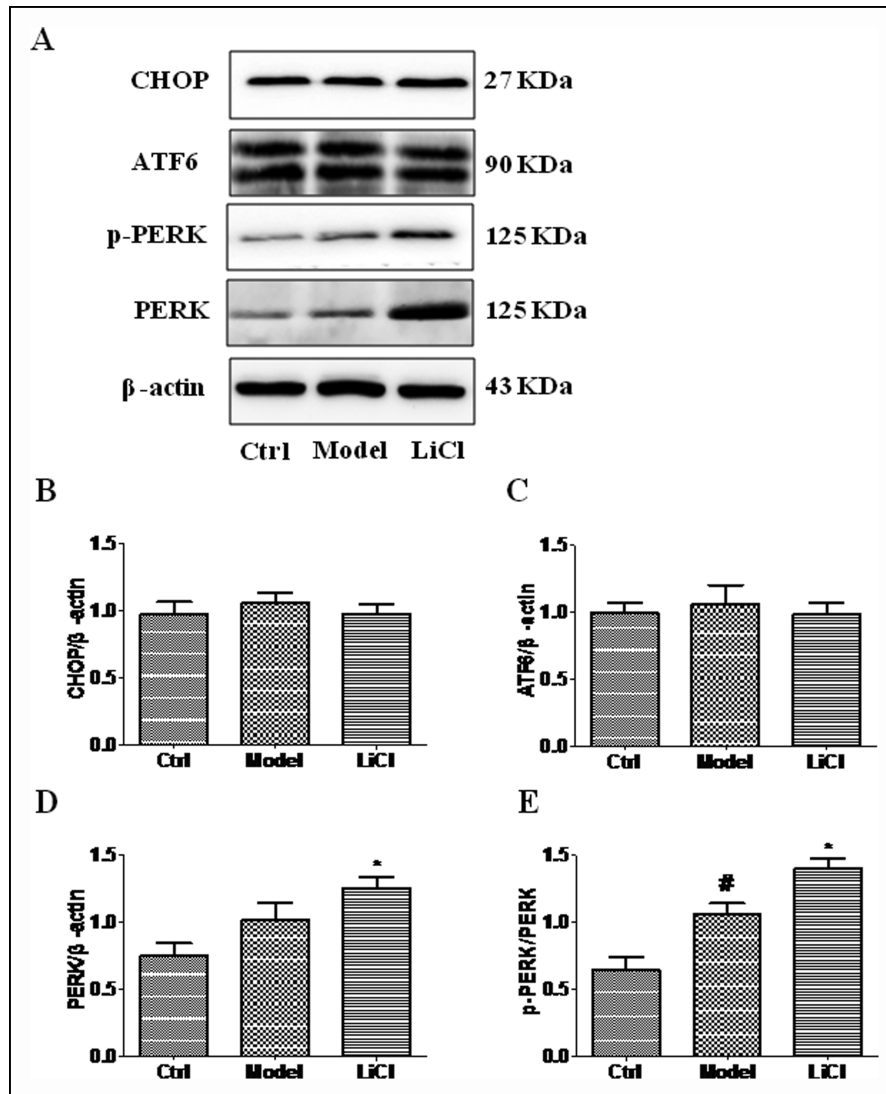 A
CHOP 27 KDa
ATF6 90 KDa
p-PERK 125 KDa
PERK 125 KDa
β-actin 43 KDa
Ctrl Model LiCl
B
CHOP/β -actin
1.5
1.0
0.5
0.0
Ctrl Model LiCl
C
ATF6/β -actin
1.5
1.0
0.5
0.0
Ctrl Model LiCl
D
PERK/β -actin
1.5
1.0
0.5
0.0
*
Ctrl Model LiCl
E
p-PERK/PERK
1.5
1.0
0.5
0.0
# *
Ctrl Model LiCl